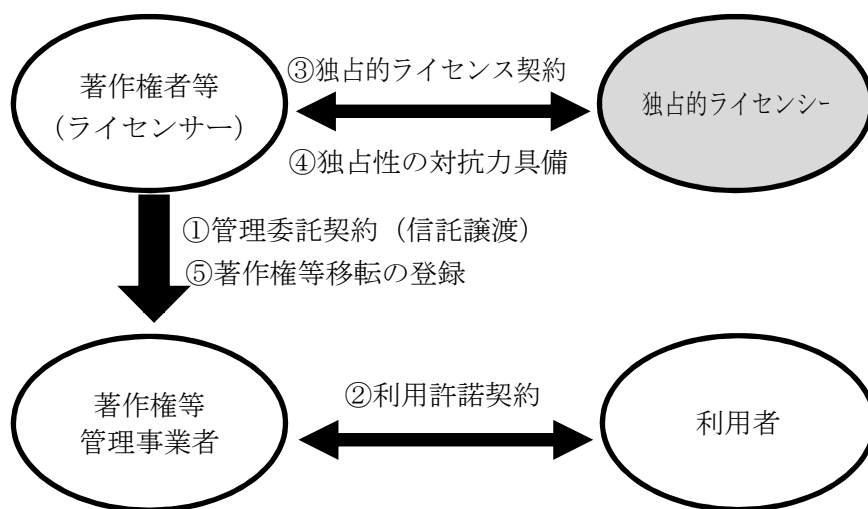 著作権者等
（ライセンサー）
③独占的ライセンス契約
④独占性の対抗力具備
独占的ライセンシー
①管理委託契約（信託譲渡）
⑤著作権等移転の登録
著作権等
管理事業者
②利用許諾契約
利用者